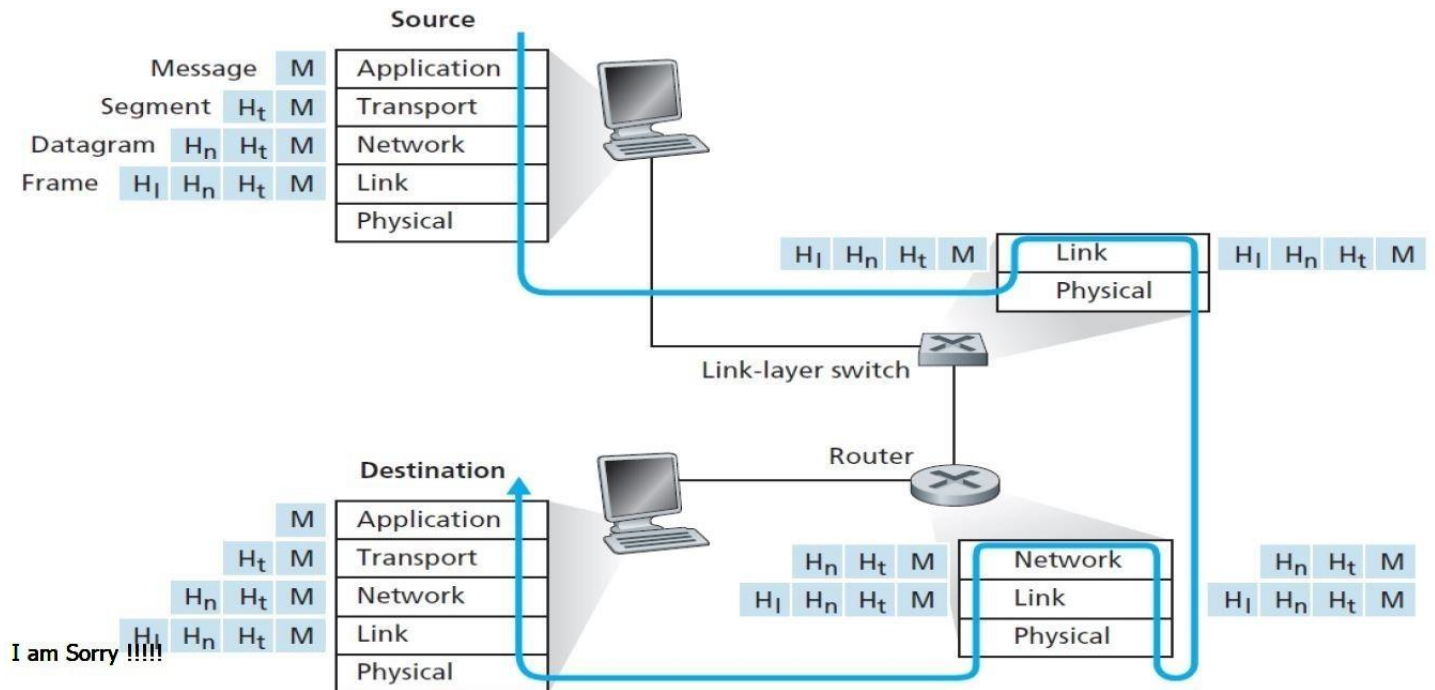 Source
Message M Application
Segment Ht M Transport
Datagram Hn Ht M Network
Frame Hl Hn Ht M Link
Physical
Hl Hn Ht M Link Hl Hn Ht M
Physical
Link-layer switch
Router
Destination
M Application
Ht M Transport
Hn Ht M Network
Hl Hn Ht M Link
Physical
Hn Ht M Network Hn Ht M
Hl Hn Ht M Link Hl Hn Ht M
Physical
I am Sorry !!!!!